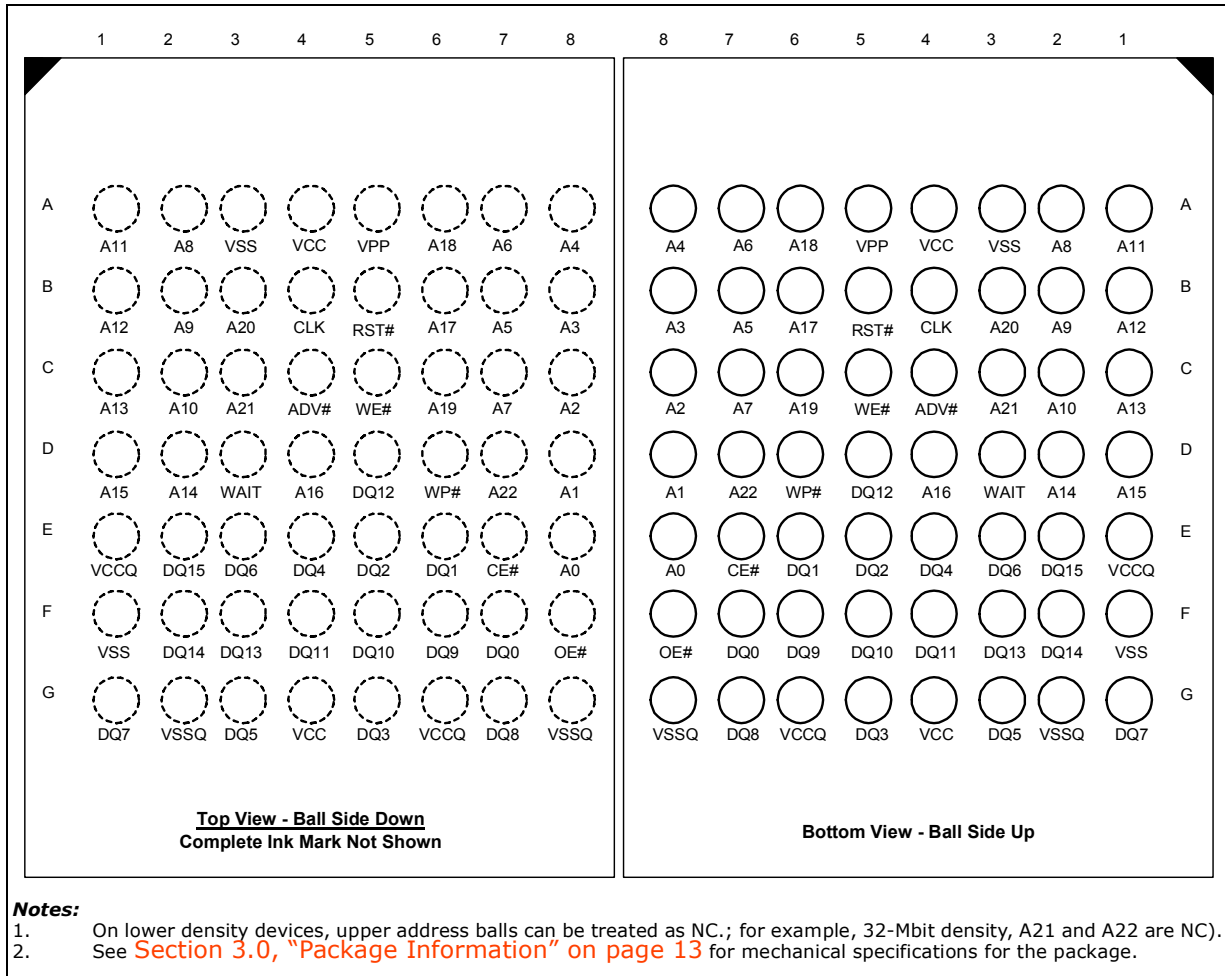 1 2 3 4 5 6 7 8 8 7 6 5 4 3 2 1
A A
A11 A8 VSS VCC VPP A18 A6 A4 A4 A6 A18 VPP VCC VSS A8 A11
B B
A12 A9 A20 CLK RST# A17 A5 A3 A3 A5 A17 RST# CLK A20 A9 A12
C C
A13 A10 A21 ADV# WE# A19 A7 A2 A2 A7 A19 WE# ADV# A21 A10 A13
D D
A15 A14 WAIT A16 DQ12 WP# A22 A1 A1 A22 WP# DQ12 A16 WAIT A14 A15
E E
VCCQ DQ15 DQ6 DQ4 DQ2 DQ1 CE# A0 A0 CE# DQ1 DQ2 DQ4 DQ6 DQ15 VCCQ
F F
VSS DQ14 DQ13 DQ11 DQ10 DQ9 DQ0 OE# OE# DQ0 DQ9 DQ10 DQ11 DQ13 DQ14 VSS
G G
DQ7 VSSQ DQ5 VCC DQ3 VCCQ DQ8 VSSQ VSSQ DQ8 VCCQ DQ3 VCC DQ5 VSSQ DQ7
Top View - Ball Side Down
Complete Ink Mark Not Shown
Bottom View - Ball Side Up
Notes:
1. On lower density devices, upper address balls can be treated as NC.; for example, 32-Mbit density, A21 and A22 are NC).
2. See Section 3.0, “Package Information” on page 13 for mechanical specifications for the package.